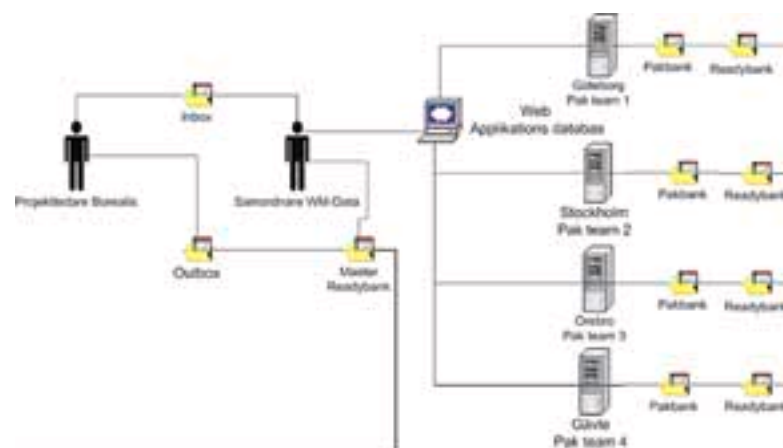 Inbox
Projektledare Borealis
Samordnare WM-Data
Outbox
Master
Readybank
Web
Applikations databas
Göteborg
Pak team 1
Pakbank
Readybank
Stockholm
Pak team 2
Pakbank
Readybank
Örebro
Pak team 3
Pakbank
Readybank
Gävle
Pak team 4
Pakbank
Readybank